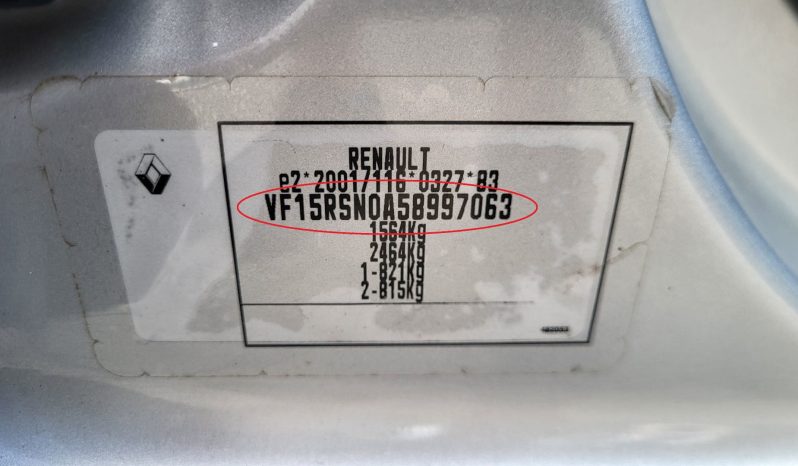 RENAULT
e2*2001/116*0327*83
VF15RSN0A58997063
1564Kg
2464Kg
1-821Kg
2-815Kg